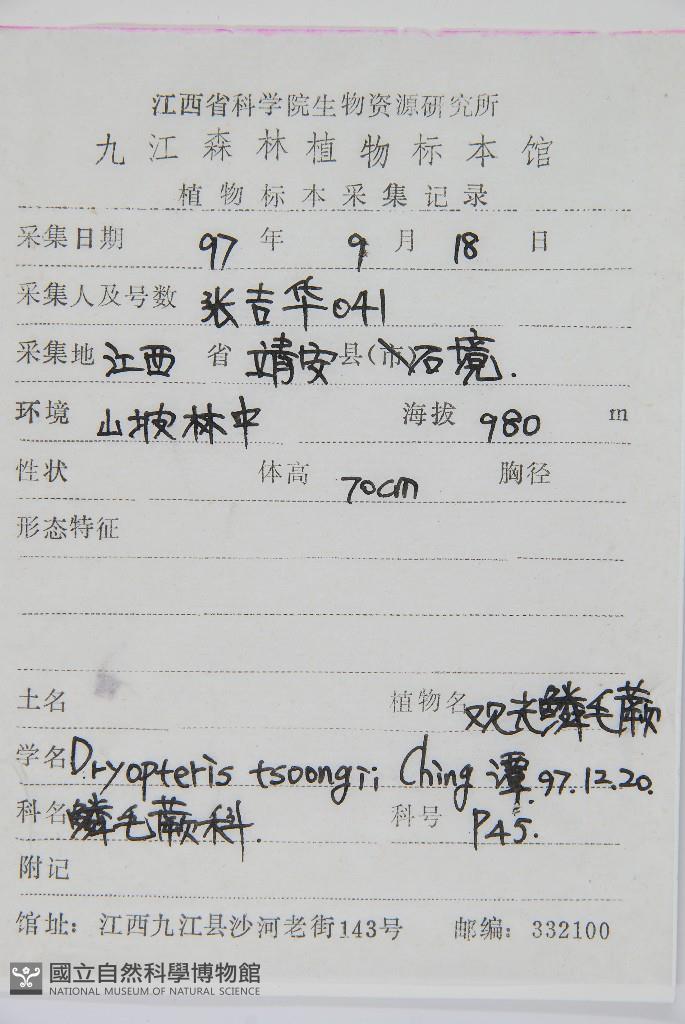 江西省科学院生物资源研究所
九江森林植物标本馆
植物标本采集记录
采集日期 97 年 9 月 18 日
采集人及号数 张吉华041
采集地 江西 省 靖安 县(市)石境.
环境 山坡林中 海拔 980 m
性状 体高 70cm 胸径
形态特征
土名 植物名 观夫鳞毛蕨
学名 Dryopteris tsoongii Ching 谭.97.12.20.
科名 鳞毛蕨科. 科号 P45.
附记
馆址：江西九江县沙河老街143号 邮编：332100
國立自然科學博物館
NATIONAL MUSEUM OF NATURAL SCIENCE